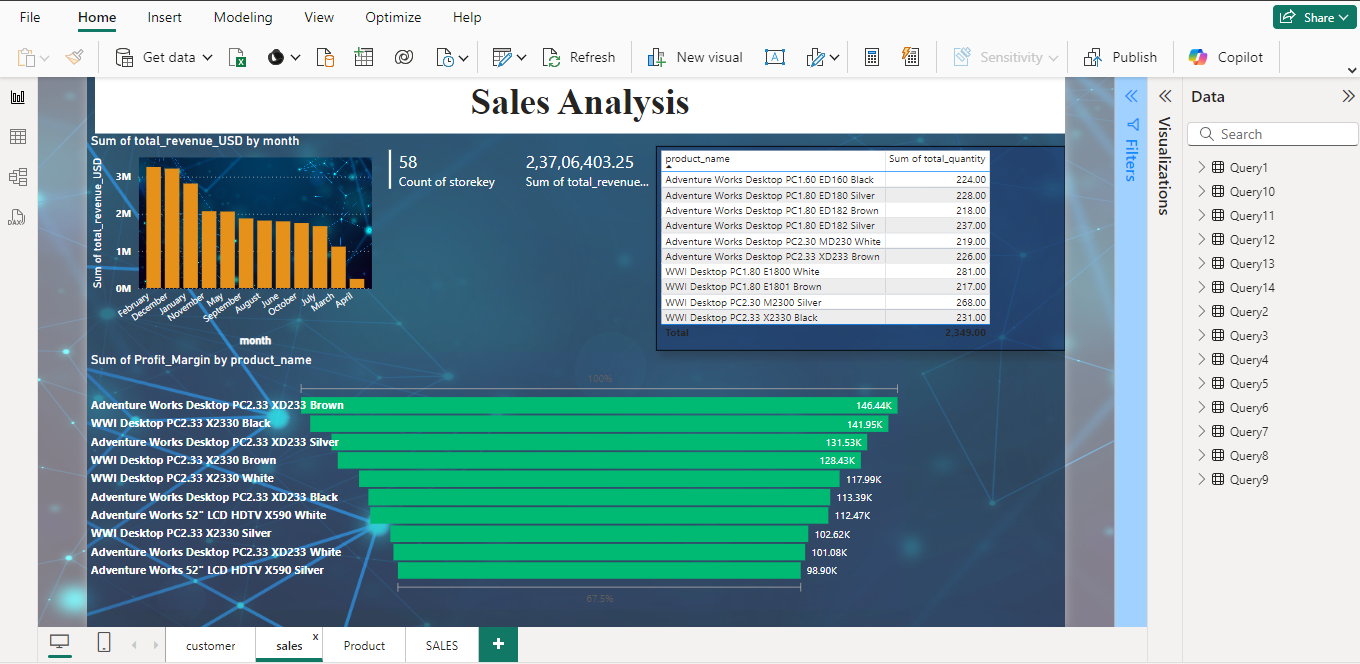 File Home Insert Modeling View Optimize Help Share
Get data Refresh New visual Sensitivity Publish Copilot
Sales Analysis
Sum of total_revenue_USD by month
Sum of total_revenue_USD
3M
2M
1M
0M
February
December
January
November
May
September
August
June
October
July
March
April
month
58
Count of storekey
2,37,06,403.25
Sum of total_revenue...
product_name Sum of total_quantity
Adventure Works Desktop PC1.60 ED160 Black 224.00
Adventure Works Desktop PC1.80 ED180 Silver 228.00
Adventure Works Desktop PC1.80 ED182 Brown 218.00
Adventure Works Desktop PC1.80 ED182 Silver 237.00
Adventure Works Desktop PC2.30 MD230 White 219.00
Adventure Works Desktop PC2.33 XD233 Brown 226.00
WWI Desktop PC1.80 E1800 White 281.00
WWI Desktop PC1.80 E1801 Brown 217.00
WWI Desktop PC2.30 M2300 Silver 268.00
WWI Desktop PC2.33 X2330 Black 231.00
Total 2,349.00
Sum of Profit_Margin by product_name
100%
Adventure Works Desktop PC2.33 XD233 Brown 146.44K
WWI Desktop PC2.33 X2330 Black 141.95K
Adventure Works Desktop PC2.33 XD233 Silver 131.53K
WWI Desktop PC2.33 X2330 Brown 128.43K
WWI Desktop PC2.33 X2330 White 117.99K
Adventure Works Desktop PC2.33 XD233 Black 113.39K
Adventure Works 52" LCD HDTV X590 White 112.47K
WWI Desktop PC2.33 X2330 Silver 102.62K
Adventure Works Desktop PC2.33 XD233 White 101.08K
Adventure Works 52" LCD HDTV X590 Silver 98.90K
67.5%
Filters
Visualizations
Data
Search
Query1
Query10
Query11
Query12
Query13
Query14
Query2
Query3
Query4
Query5
Query6
Query7
Query8
Query9
DAX
customer sales x Product SALES +